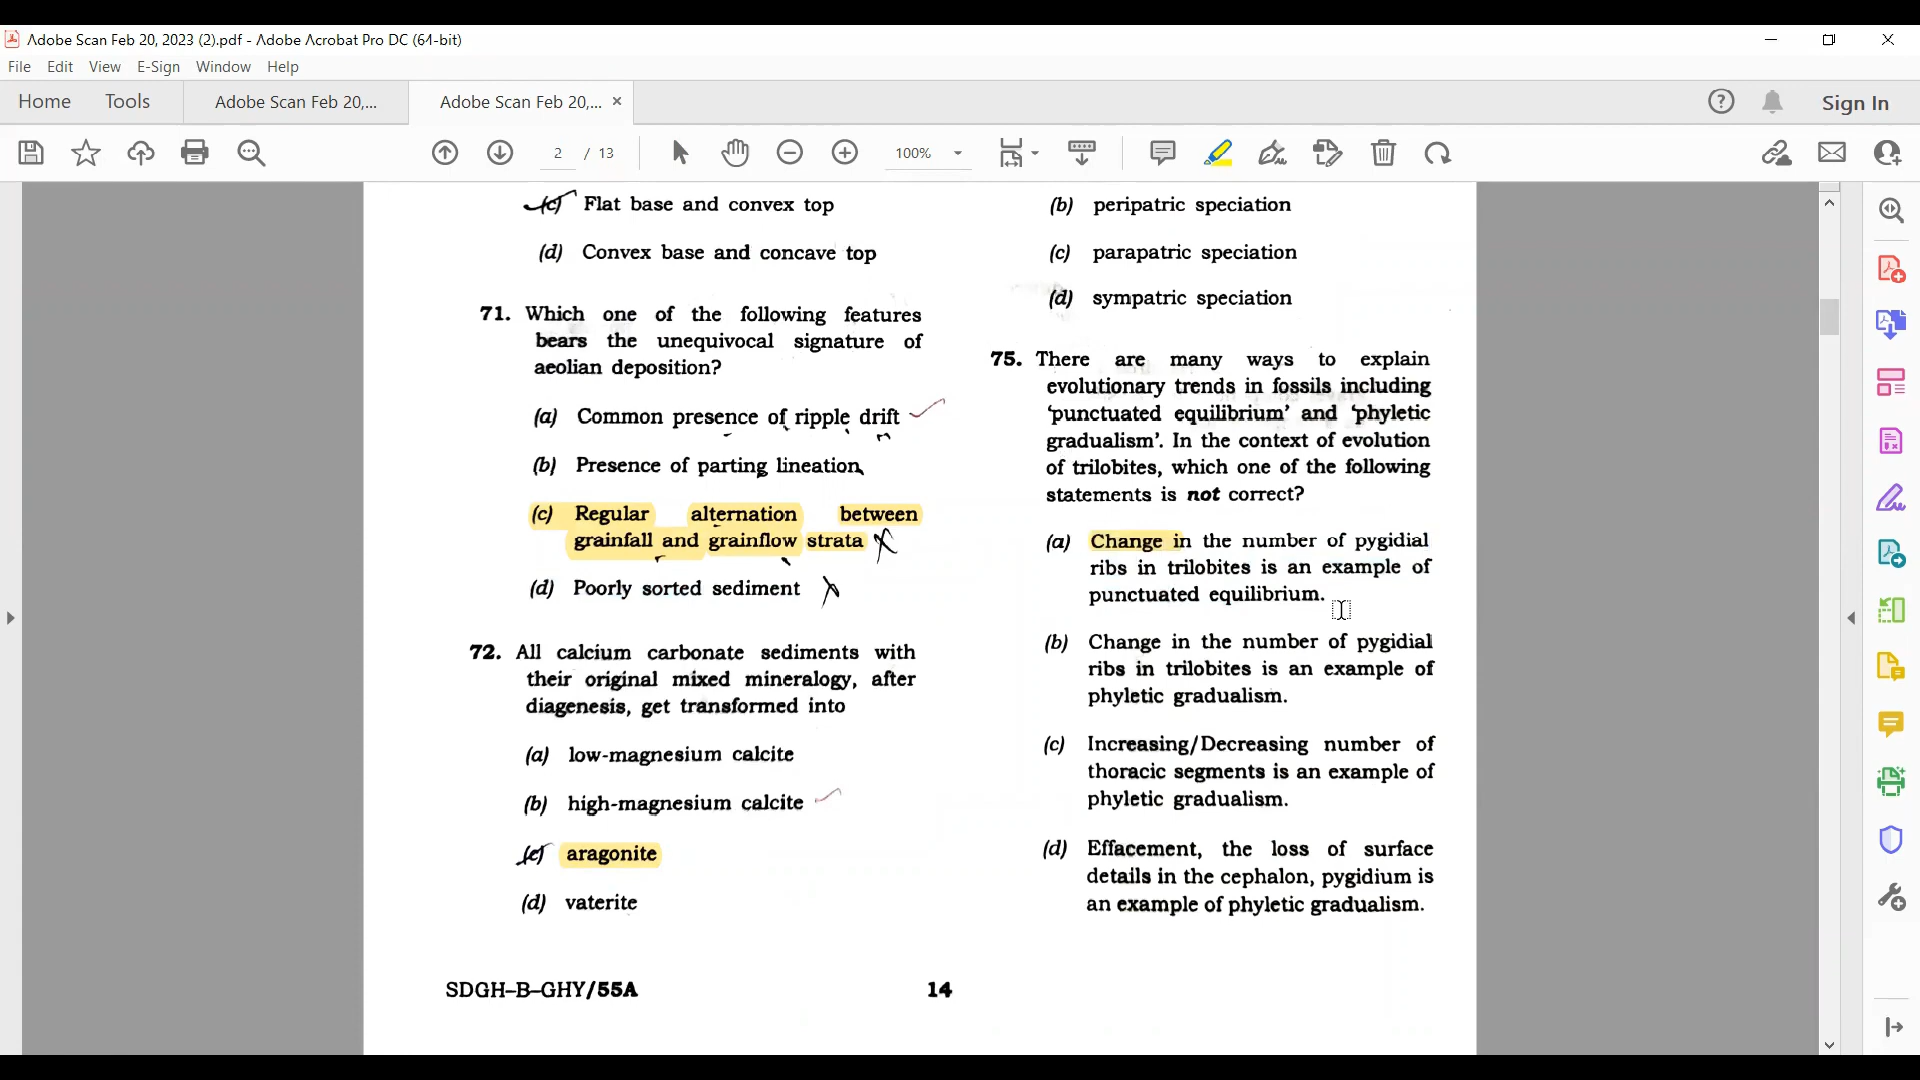 Adobe Scan Feb 20, 2023 (2).pdf - Adobe Acrobat Pro DC (64-bit)
File Edit View E-Sign Window Help
Home Tools Adobe Scan Feb 20,... Adobe Scan Feb 20,... × Sign In
2 / 13 100%
(c) Flat base and convex top
(d) Convex base and concave top
71. Which one of the following features
bears the unequivocal signature of
aeolian deposition?
(a) Common presence of ripple drift
(b) Presence of parting lineation
(c) Regular alternation between
grainfall and grainflow strata
(d) Poorly sorted sediment
72. All calcium carbonate sediments with
their original mixed mineralogy, after
diagenesis, get transformed into
(a) low-magnesium calcite
(b) high-magnesium calcite
(c) aragonite
(d) vaterite
(b) peripatric speciation
(c) parapatric speciation
(d) sympatric speciation
75. There are many ways to explain
evolutionary trends in fossils including
'punctuated equilibrium' and 'phyletic
gradualism'. In the context of evolution
of trilobites, which one of the following
statements is not correct?
(a) Change in the number of pygidial
ribs in trilobites is an example of
punctuated equilibrium.
(b) Change in the number of pygidial
ribs in trilobites is an example of
phyletic gradualism.
(c) Increasing/Decreasing number of
thoracic segments is an example of
phyletic gradualism.
(d) Effacement, the loss of surface
details in the cephalon, pygidium is
an example of phyletic gradualism.
SDGH–B–GHY/55A 14